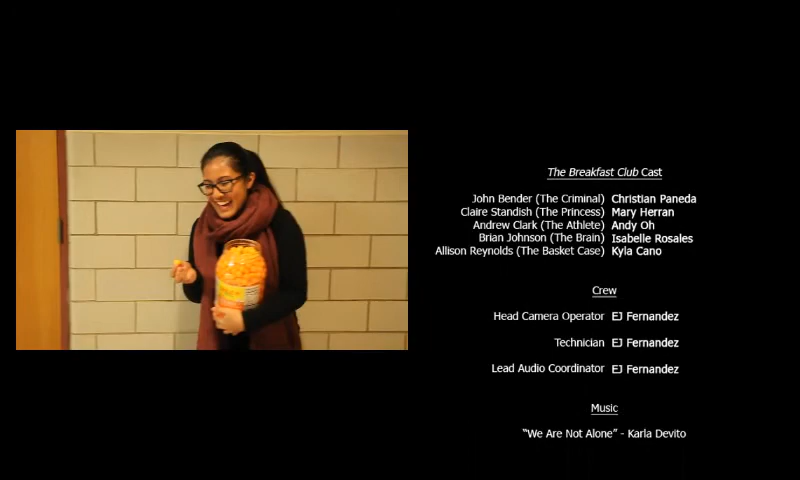 The Breakfast Club Cast
John Bender (The Criminal) Christian Paneda
Claire Standish (The Princess) Mary Herran
Andrew Clark (The Athlete) Andy Oh
Brian Johnson (The Brain) Isabelle Rosales
Allison Reynolds (The Basket Case) Kyla Cano
Crew
Head Camera Operator EJ Fernandez
Technician EJ Fernandez
Lead Audio Coordinator EJ Fernandez
Music
“We Are Not Alone” - Karla Devito